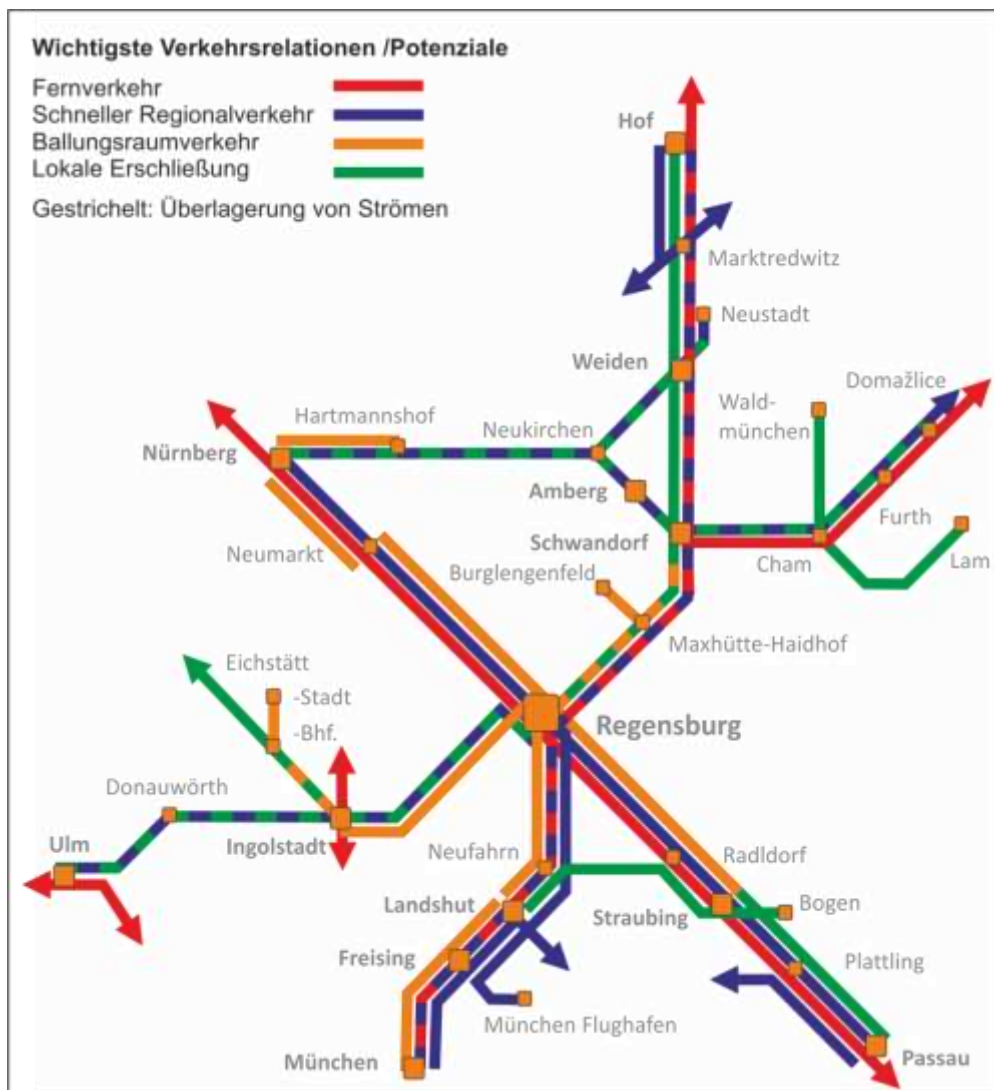 Wichtigste Verkehrsrelationen /Potenziale
Fernverkehr
Schneller Regionalverkehr
Ballungsraumverkehr
Lokale Erschließung
Gestrichelt: Überlagerung von Strömen
Hof
Marktredwitz
Neustadt
Weiden
Domažlice
Wald-
münchen
Hartmannshof
Neukirchen
Nürnberg
Amberg
Furth
Schwandorf
Cham
Lam
Neumarkt
Burglengenfeld
Maxhütte-Haidhof
Eichstätt
-Stadt
-Bhf.
Regensburg
Donauwörth
Ulm
Ingolstadt
Neufahrn
Radldorf
Landshut
Straubing
Bogen
Freising
Plattling
München Flughafen
München
Passau